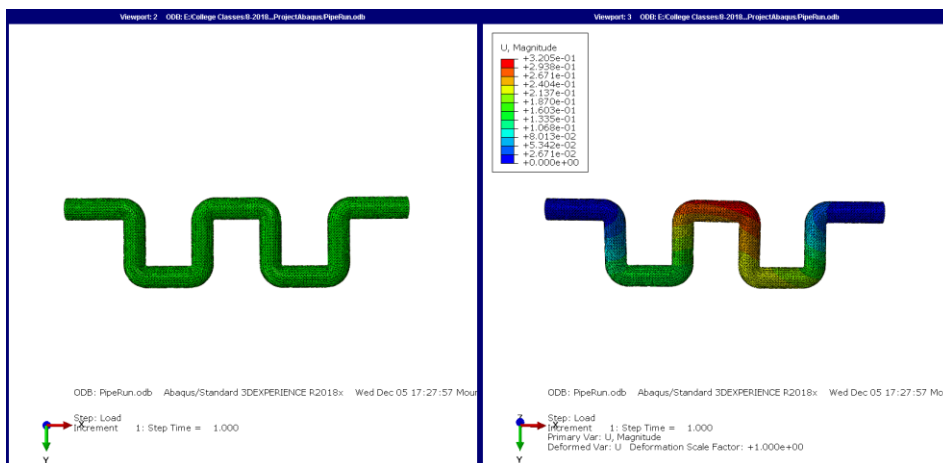 Viewport: 2 ODB: E:/College Classes/8-2018...ProjectAbaqus/PipeRun.odb
ODB: PipeRun.odb Abaqus/Standard 3DEXPERIENCE R2018x Wed Dec 05 17:27:57 Moun
Step: Load
Increment 1: Step Time = 1.000
X
Y
Viewport: 3 ODB: E:/College Classes/8-2018...ProjectAbaqus/PipeRun.odb
U, Magnitude
+3.205e-01
+2.938e-01
+2.671e-01
+2.404e-01
+2.137e-01
+1.870e-01
+1.603e-01
+1.335e-01
+1.068e-01
+8.013e-02
+5.342e-02
+2.671e-02
+0.000e+00
ODB: PipeRun.odb Abaqus/Standard 3DEXPERIENCE R2018x Wed Dec 05 17:27:57 Mo
Step: Load
Increment 1: Step Time = 1.000
Primary Var: U, Magnitude
Deformed Var: U Deformation Scale Factor: +1.000e+00
Z
X
Y